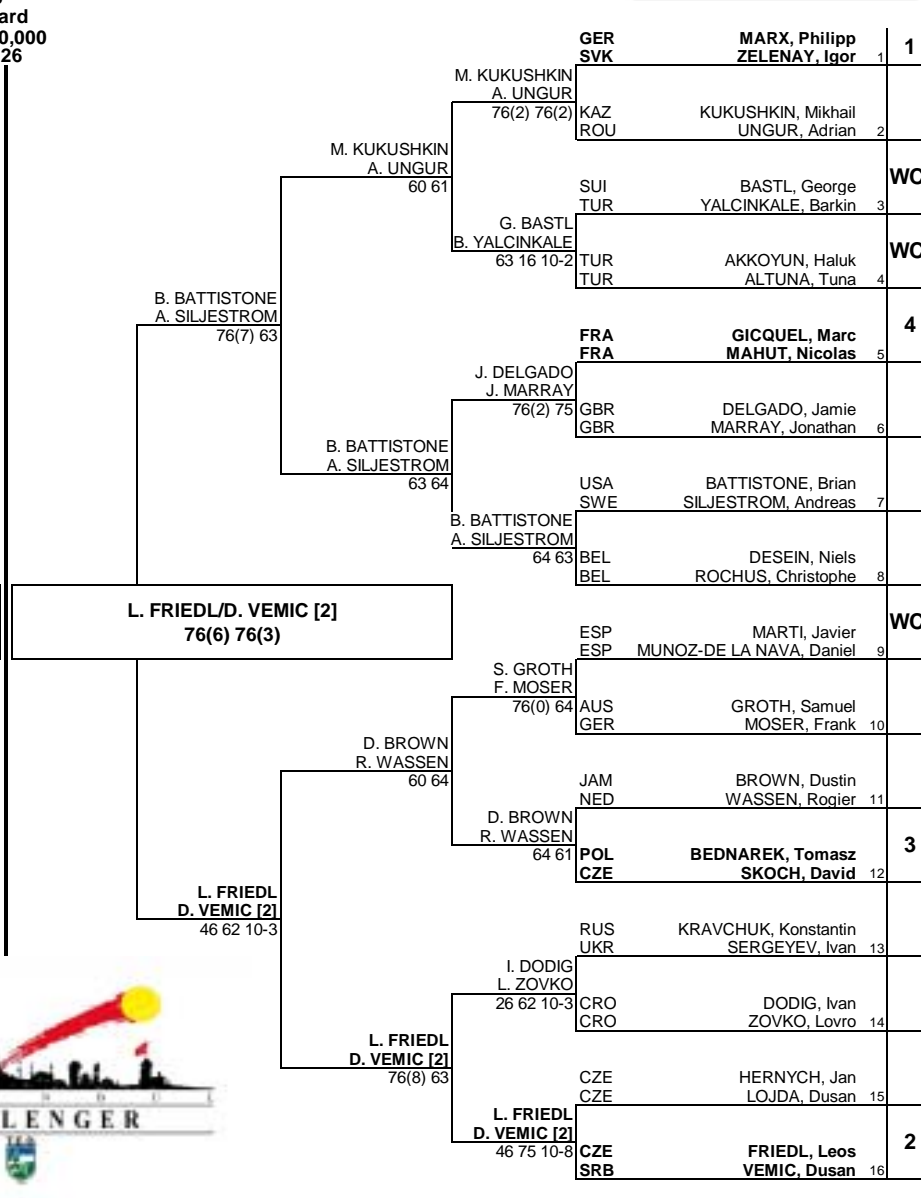 ard
0,000
26
GER MARX, Philipp 1
SVK ZELENAY, Igor 1
M. KUKUSHKIN
A. UNGUR
76(2) 76(2)
KAZ KUKUSHKIN, Mikhail
ROU UNGUR, Adrian 2
M. KUKUSHKIN
A. UNGUR
60 61
SUI BASTL, George WC
TUR YALCINKALE, Barkin 3
G. BASTL
B. YALCINKALE
63 16 10-2
TUR AKKOYUN, Haluk WC
TUR ALTUNA, Tuna 4
B. BATTISTONE
A. SILJESTROM
76(7) 63
FRA GICQUEL, Marc 4
FRA MAHUT, Nicolas 5
J. DELGADO
J. MARRAY
76(2) 75
GBR DELGADO, Jamie
GBR MARRAY, Jonathan 6
B. BATTISTONE
A. SILJESTROM
63 64
USA BATTISTONE, Brian
SWE SILJESTROM, Andreas 7
B. BATTISTONE
A. SILJESTROM
64 63
BEL DESEIN, Niels
BEL ROCHUS, Christophe 8
L. FRIEDL/D. VEMIC [2]
76(6) 76(3)
ESP MARTI, Javier WC
ESP MUNOZ-DE LA NAVA, Daniel 9
S. GROTH
F. MOSER
76(0) 64
AUS GROTH, Samuel
GER MOSER, Frank 10
D. BROWN
R. WASSEN
60 64
JAM BROWN, Dustin
NED WASSEN, Rogier 11
D. BROWN
R. WASSEN
64 61
POL BEDNAREK, Tomasz 3
CZE SKOCH, David 12
L. FRIEDL
D. VEMIC [2]
46 62 10-3
RUS KRAVCHUK, Konstantin
UKR SERGEYEV, Ivan 13
I. DODIG
L. ZOVKO
26 62 10-3
CRO DODIG, Ivan
CRO ZOVKO, Lovro 14
L. FRIEDL
D. VEMIC [2]
76(8) 63
CZE HERNYCH, Jan
CZE LOJDA, Dusan 15
L. FRIEDL
D. VEMIC [2]
46 75 10-8
CZE FRIEDL, Leos 2
SRB VEMIC, Dusan 16
LENGER